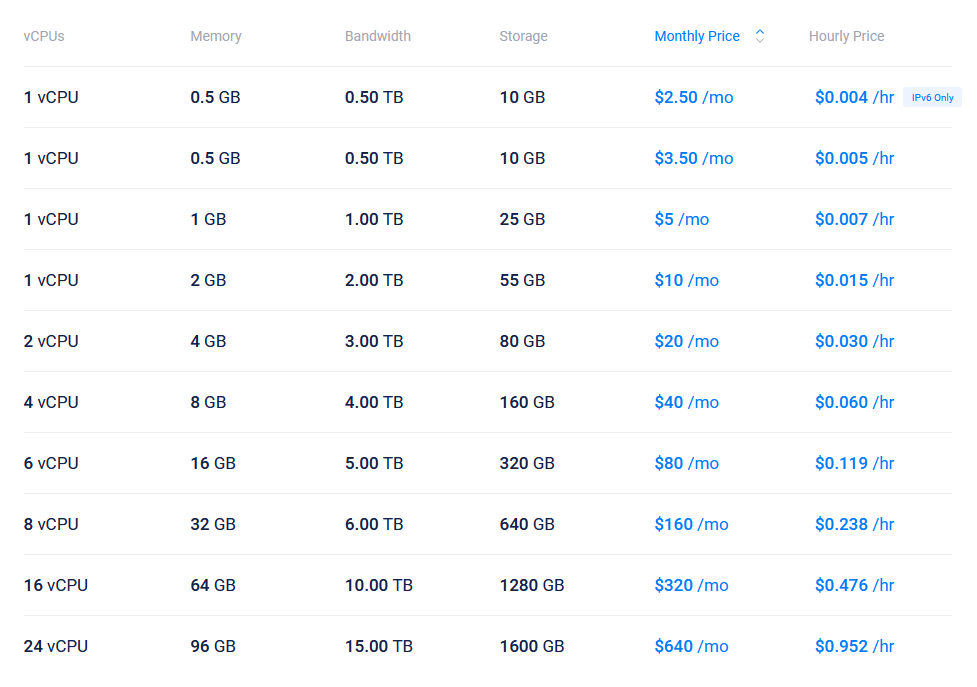 vCPUs Memory Bandwidth Storage Monthly Price Hourly Price
1 vCPU 0.5 GB 0.50 TB 10 GB $2.50 /mo $0.004 /hr IPv6 Only
1 vCPU 0.5 GB 0.50 TB 10 GB $3.50 /mo $0.005 /hr
1 vCPU 1 GB 1.00 TB 25 GB $5 /mo $0.007 /hr
1 vCPU 2 GB 2.00 TB 55 GB $10 /mo $0.015 /hr
2 vCPU 4 GB 3.00 TB 80 GB $20 /mo $0.030 /hr
4 vCPU 8 GB 4.00 TB 160 GB $40 /mo $0.060 /hr
6 vCPU 16 GB 5.00 TB 320 GB $80 /mo $0.119 /hr
8 vCPU 32 GB 6.00 TB 640 GB $160 /mo $0.238 /hr
16 vCPU 64 GB 10.00 TB 1280 GB $320 /mo $0.476 /hr
24 vCPU 96 GB 15.00 TB 1600 GB $640 /mo $0.952 /hr